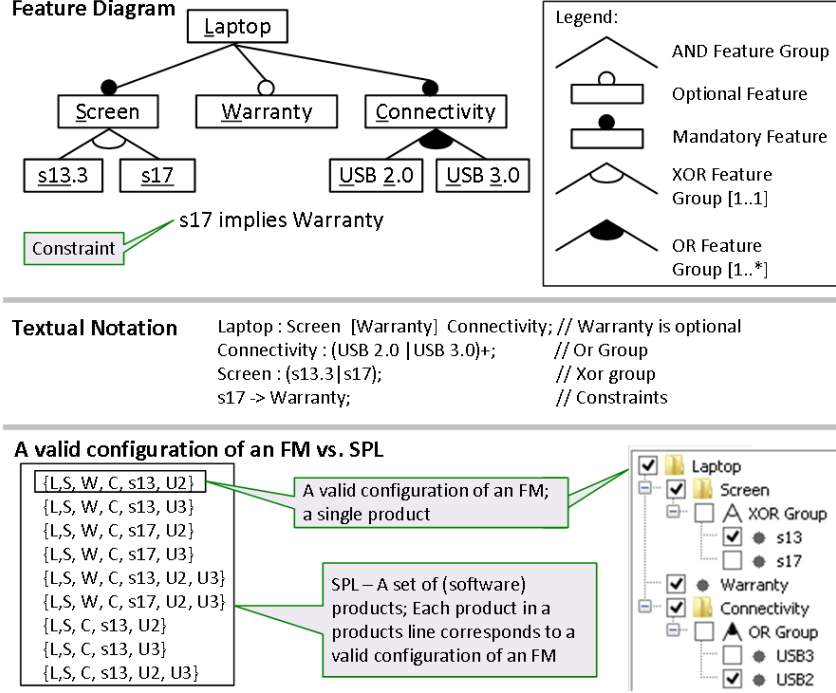 Feature Diagram
Laptop
Screen
Warranty
Connectivity
s13.3
s17
USB 2.0
USB 3.0
s17 implies Warranty
Constraint
Legend:
AND Feature Group
Optional Feature
Mandatory Feature
XOR Feature
Group [1..1]
OR Feature
Group [1..*]
Textual Notation
Laptop : Screen [Warranty] Connectivity; // Warranty is optional
Connectivity : (USB 2.0 | USB 3.0)+; // Or Group
Screen : (s13.3|s17); // Xor group
s17 -> Warranty; // Constraints
A valid configuration of an FM vs. SPL
{L,S, W, C, s13, U2}
{L,S, W, C, s13, U3}
{L,S, W, C, s17, U2}
{L,S, W, C, s17, U3}
{L,S, W, C, s13, U2, U3}
{L,S, W, C, s17, U2, U3}
{L,S, C, s13, U2}
{L,S, C, s13, U3}
{L,S, C, s13, U2, U3}
A valid configuration of an FM;
a single product
SPL – A set of (software)
products; Each product in a
products line corresponds to a
valid configuration of an FM
Laptop
Screen
XOR Group
s13
s17
Warranty
Connectivity
OR Group
USB3
USB2